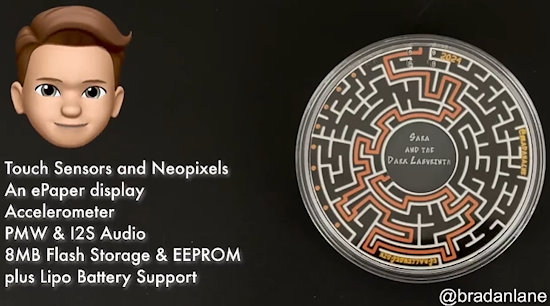 Touch Sensors and Neopixels
An ePaper display
Accelerometer
PMW & I2S Audio
8MB Flash Storage & EEPROM
plus Lipo Battery Support
2024
SARA
AND THE
DARK LABYRINTH
@bradanlane